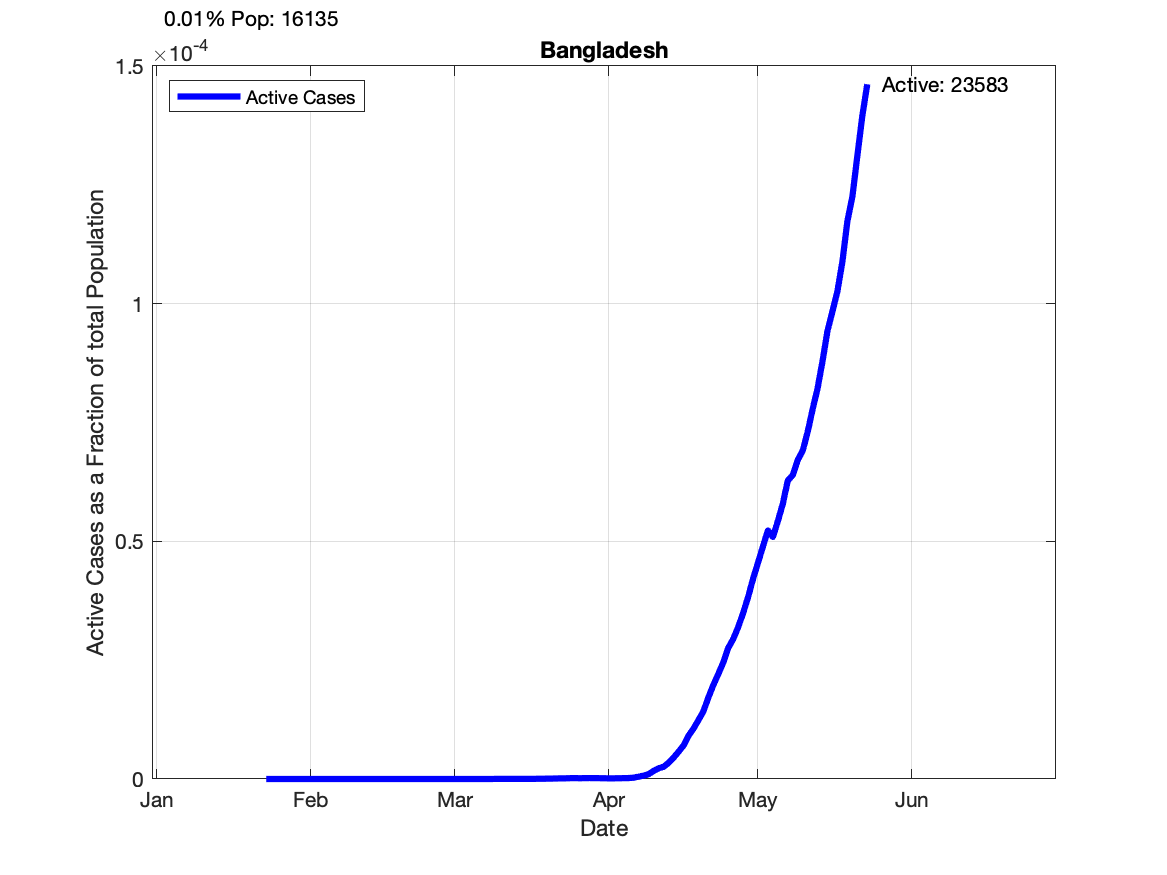 0.01% Pop: 16135
×10-4
Bangladesh
1.5
Active Cases
Active: 23583
1
0.5
0
Active Cases as a Fraction of total Population
Jan Feb Mar Apr May Jun
Date